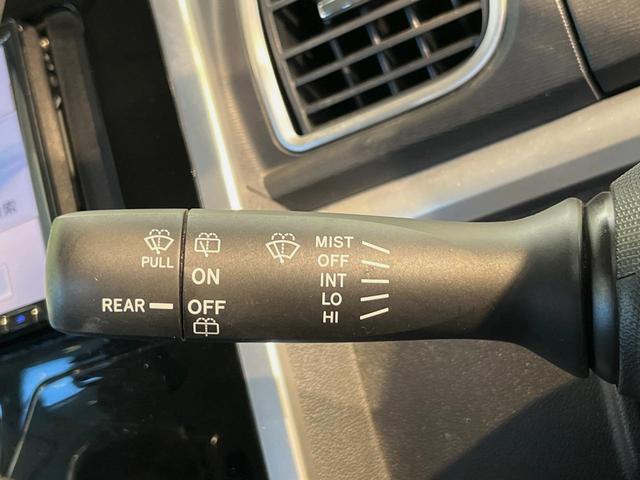 PULL
REAR
ON
OFF
MIST
OFF
INT
LO
HI